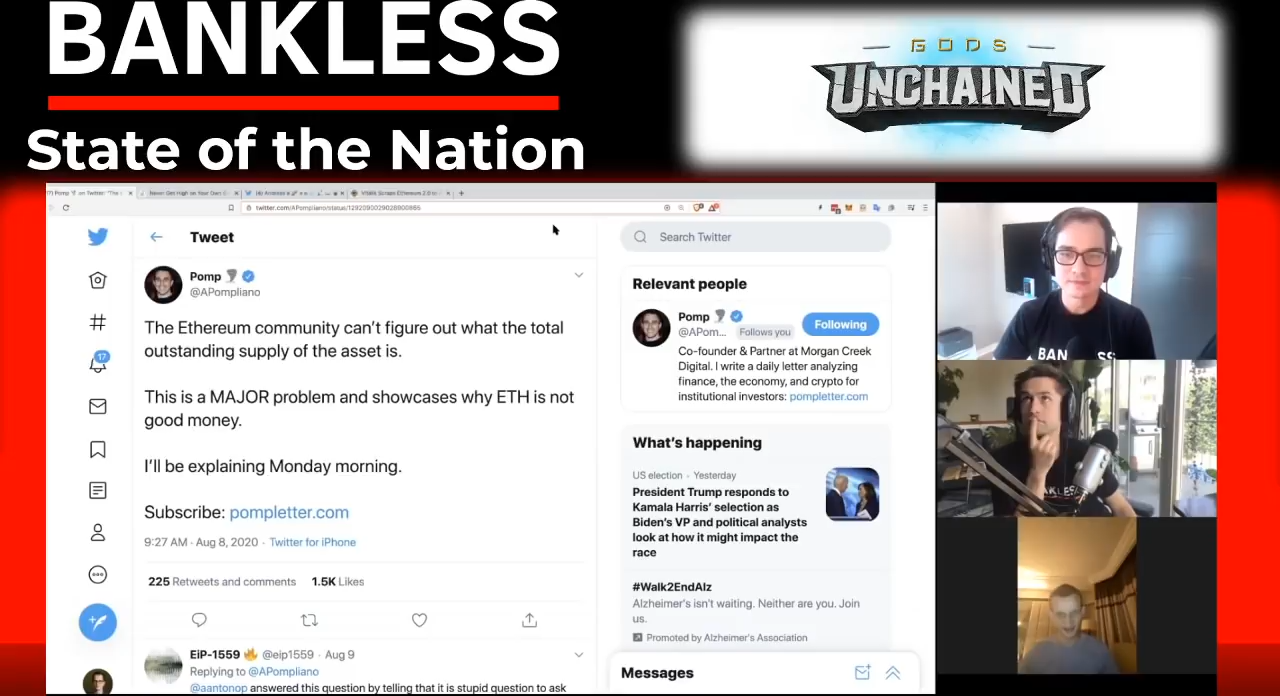 BANKLESS
State of the Nation
GODS
UNCHAINED
twitter.com/APompliano/status/1292090029028900865
Tweet
Search Twitter
Pomp
@APompliano
The Ethereum community can't figure out what the total
outstanding supply of the asset is.
This is a MAJOR problem and showcases why ETH is not
good money.
I'll be explaining Monday morning.
Subscribe: pompletter.com
9:27 AM · Aug 8, 2020 · Twitter for iPhone
225 Retweets and comments 1.5K Likes
EiP-1559 @eip1559 · Aug 9
Replying to @APompliano
@aantonop answered this question by telling that it is stupid question to ask
17
Relevant people
Pomp
@APom... Follows you
Following
Co-founder & Partner at Morgan Creek
Digital. I write a daily letter analyzing
finance, the economy, and crypto for
institutional investors: pompletter.com
What's happening
US election · Yesterday
President Trump responds to
Kamala Harris' selection as
Biden's VP and political analysts
look at how it might impact the
race
#Walk2EndAlz
Alzheimer's isn't waiting. Neither are you. Join
us.
Promoted by Alzheimer's Association
Messages
BANKLESS